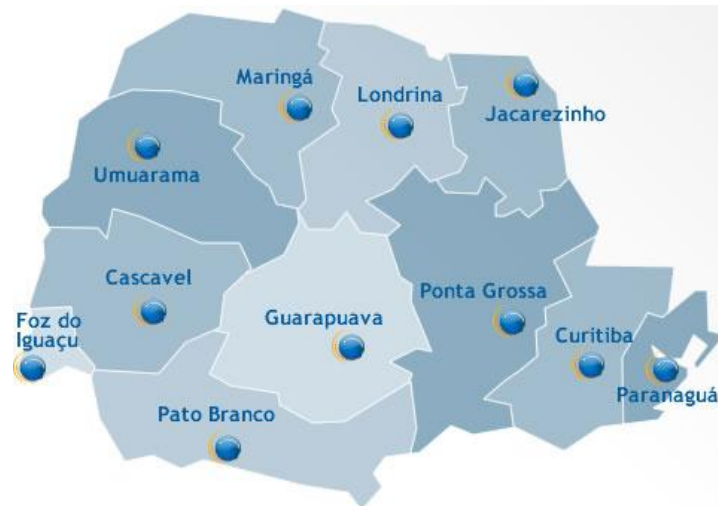 Maringá
Londrina
Jacarezinho
Umuarama
Cascavel
Ponta Grossa
Foz do
Iguaçu
Guarapuava
Curitiba
Paranaguá
Pato Branco